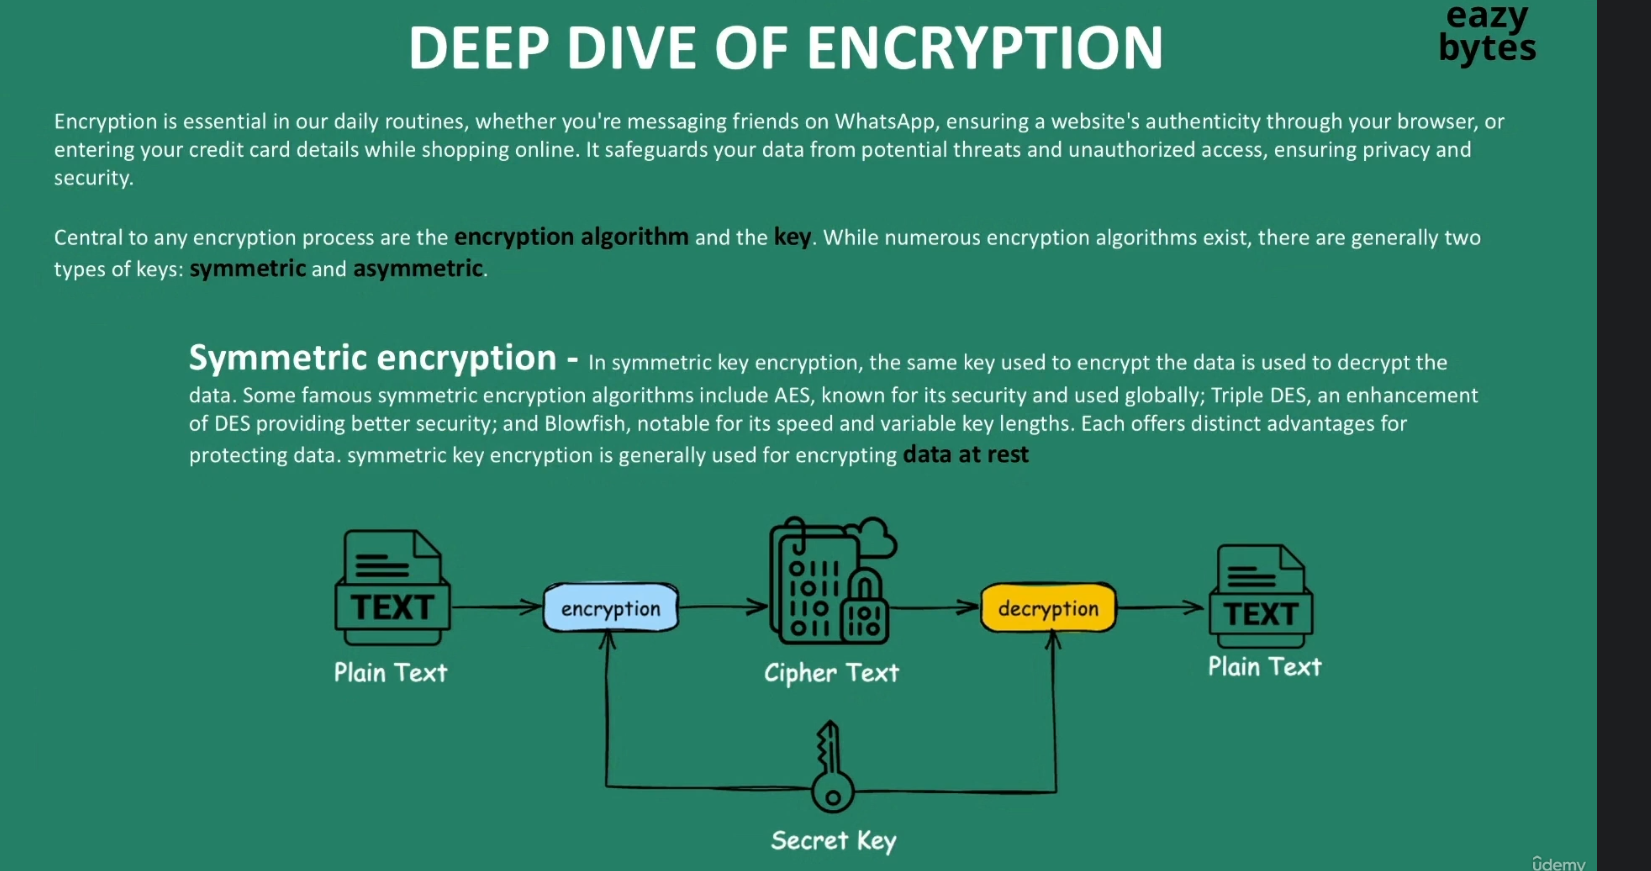 eazy
bytes
DEEP DIVE OF ENCRYPTION
Encryption is essential in our daily routines, whether you're messaging friends on WhatsApp, ensuring a website's authenticity through your browser, or
entering your credit card details while shopping online. It safeguards your data from potential threats and unauthorized access, ensuring privacy and
security.
Central to any encryption process are the encryption algorithm and the key. While numerous encryption algorithms exist, there are generally two
types of keys: symmetric and asymmetric.
Symmetric encryption - In symmetric key encryption, the same key used to encrypt the data is used to decrypt the
data. Some famous symmetric encryption algorithms include AES, known for its security and used globally; Triple DES, an enhancement
of DES providing better security; and Blowfish, notable for its speed and variable key lengths. Each offers distinct advantages for
protecting data. symmetric key encryption is generally used for encrypting data at rest
TEXT
Plain Text
encryption
0111
1011
110
011
101
110
Cipher Text
decryption
TEXT
Plain Text
Secret Key
ûdemy